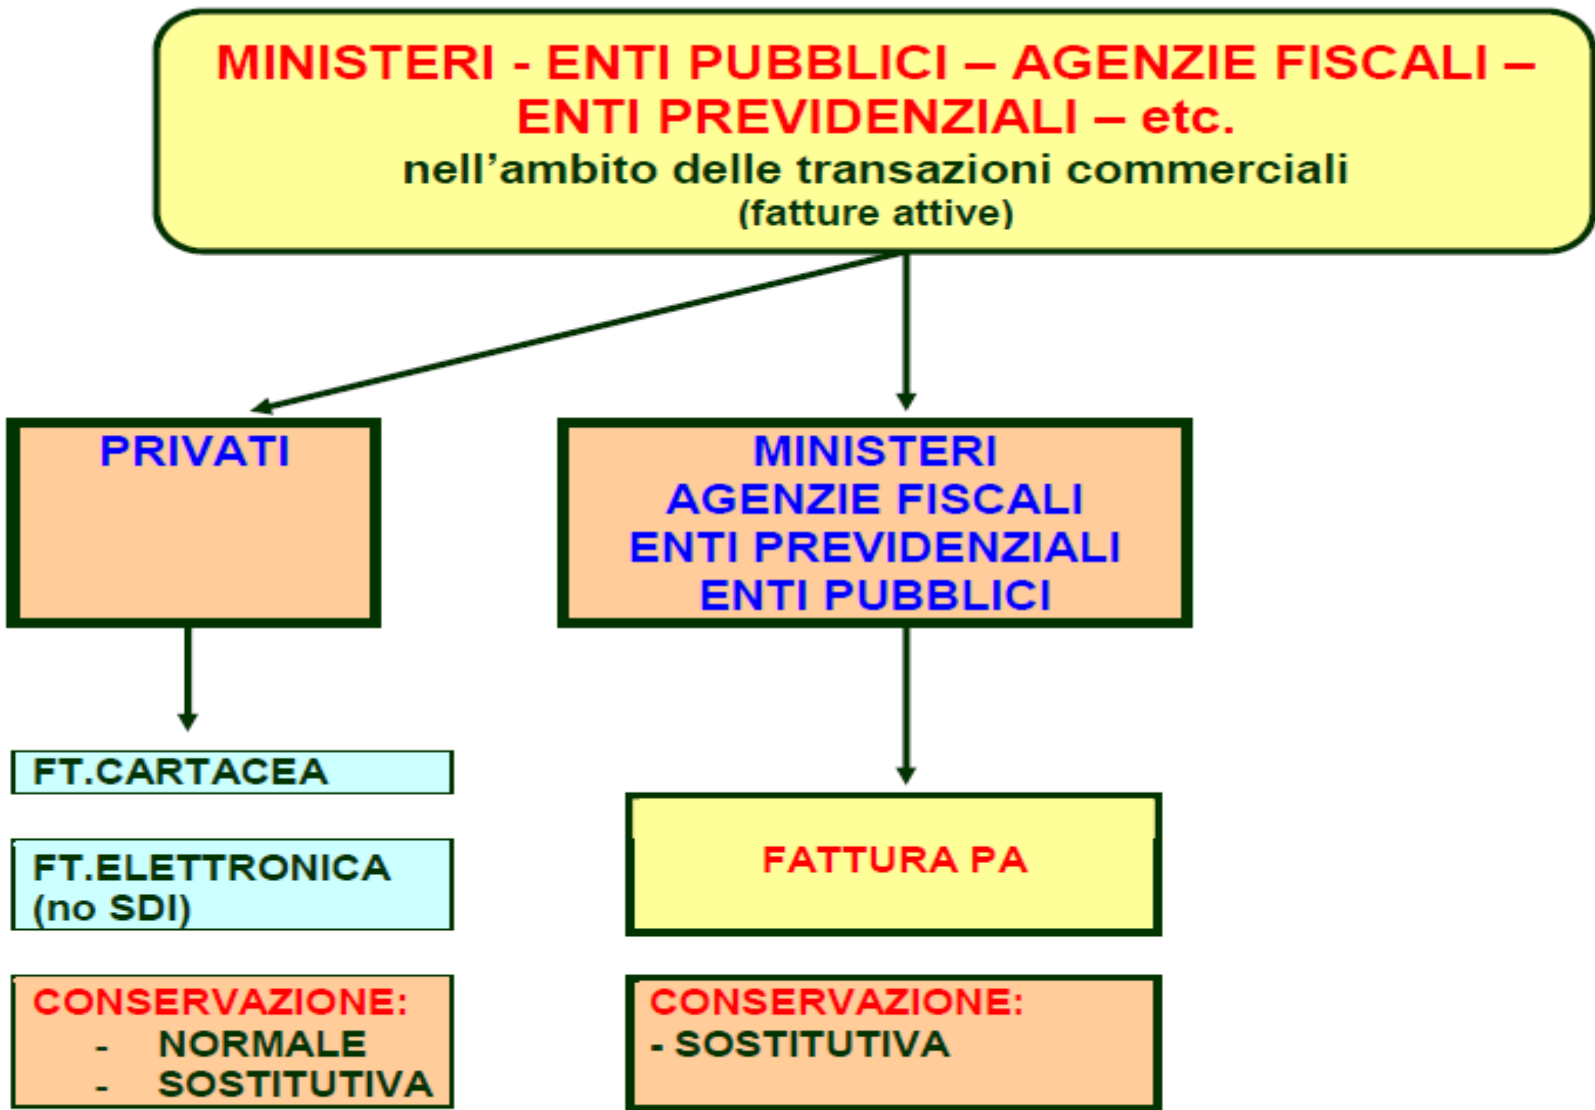 MINISTERI - ENTI PUBBLICI – AGENZIE FISCALI –
ENTI PREVIDENZIALI – etc.
nell'ambito delle transazioni commerciali
(fatture attive)
PRIVATI
MINISTERI
AGENZIE FISCALI
ENTI PREVIDENZIALI
ENTI PUBBLICI
FT.CARTACEA
FT.ELETTRONICA
(no SDI)
FATTURA PA
CONSERVAZIONE:
- NORMALE
- SOSTITUTIVA
CONSERVAZIONE:
- SOSTITUTIVA